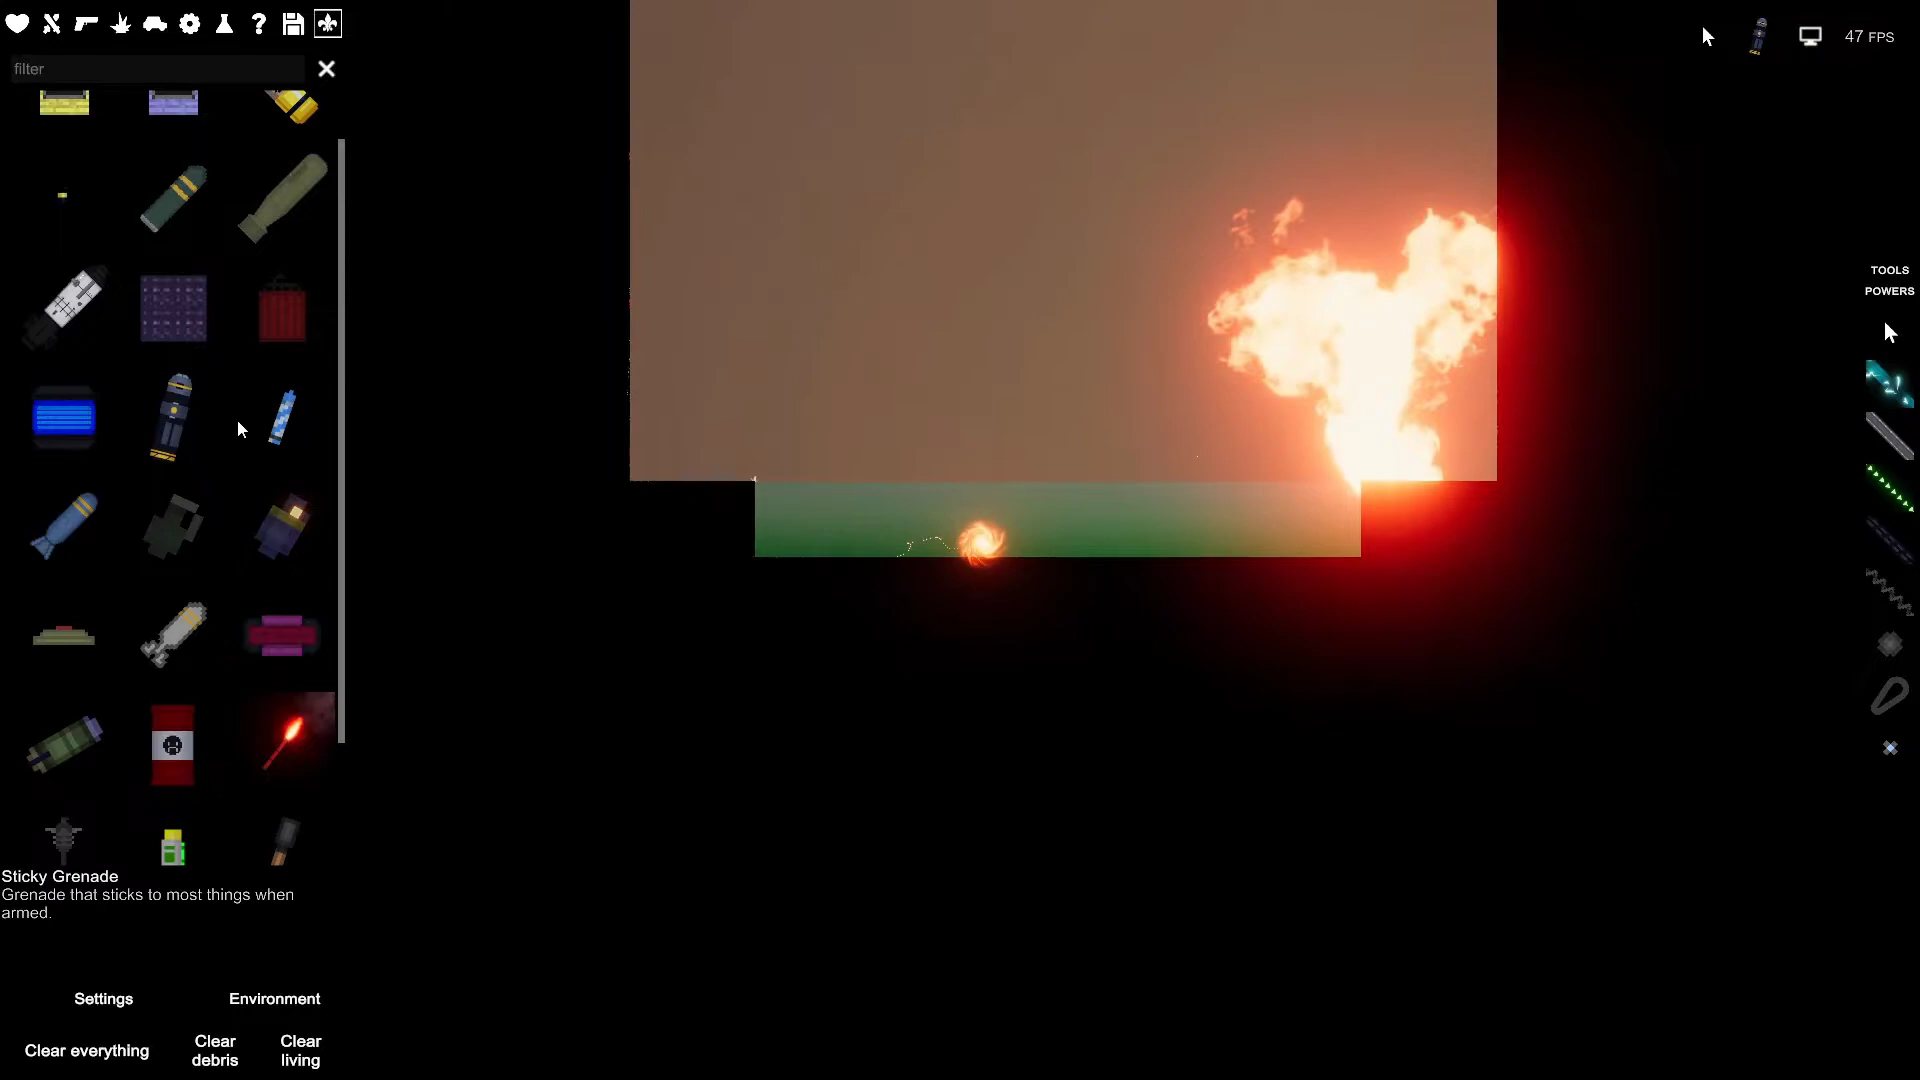 filter
47 FPS
TOOLS
POWERS
Sticky Grenade
Grenade that sticks to most things when
armed.
Settings
Environment
Clear everything
Clear
debris
Clear
living